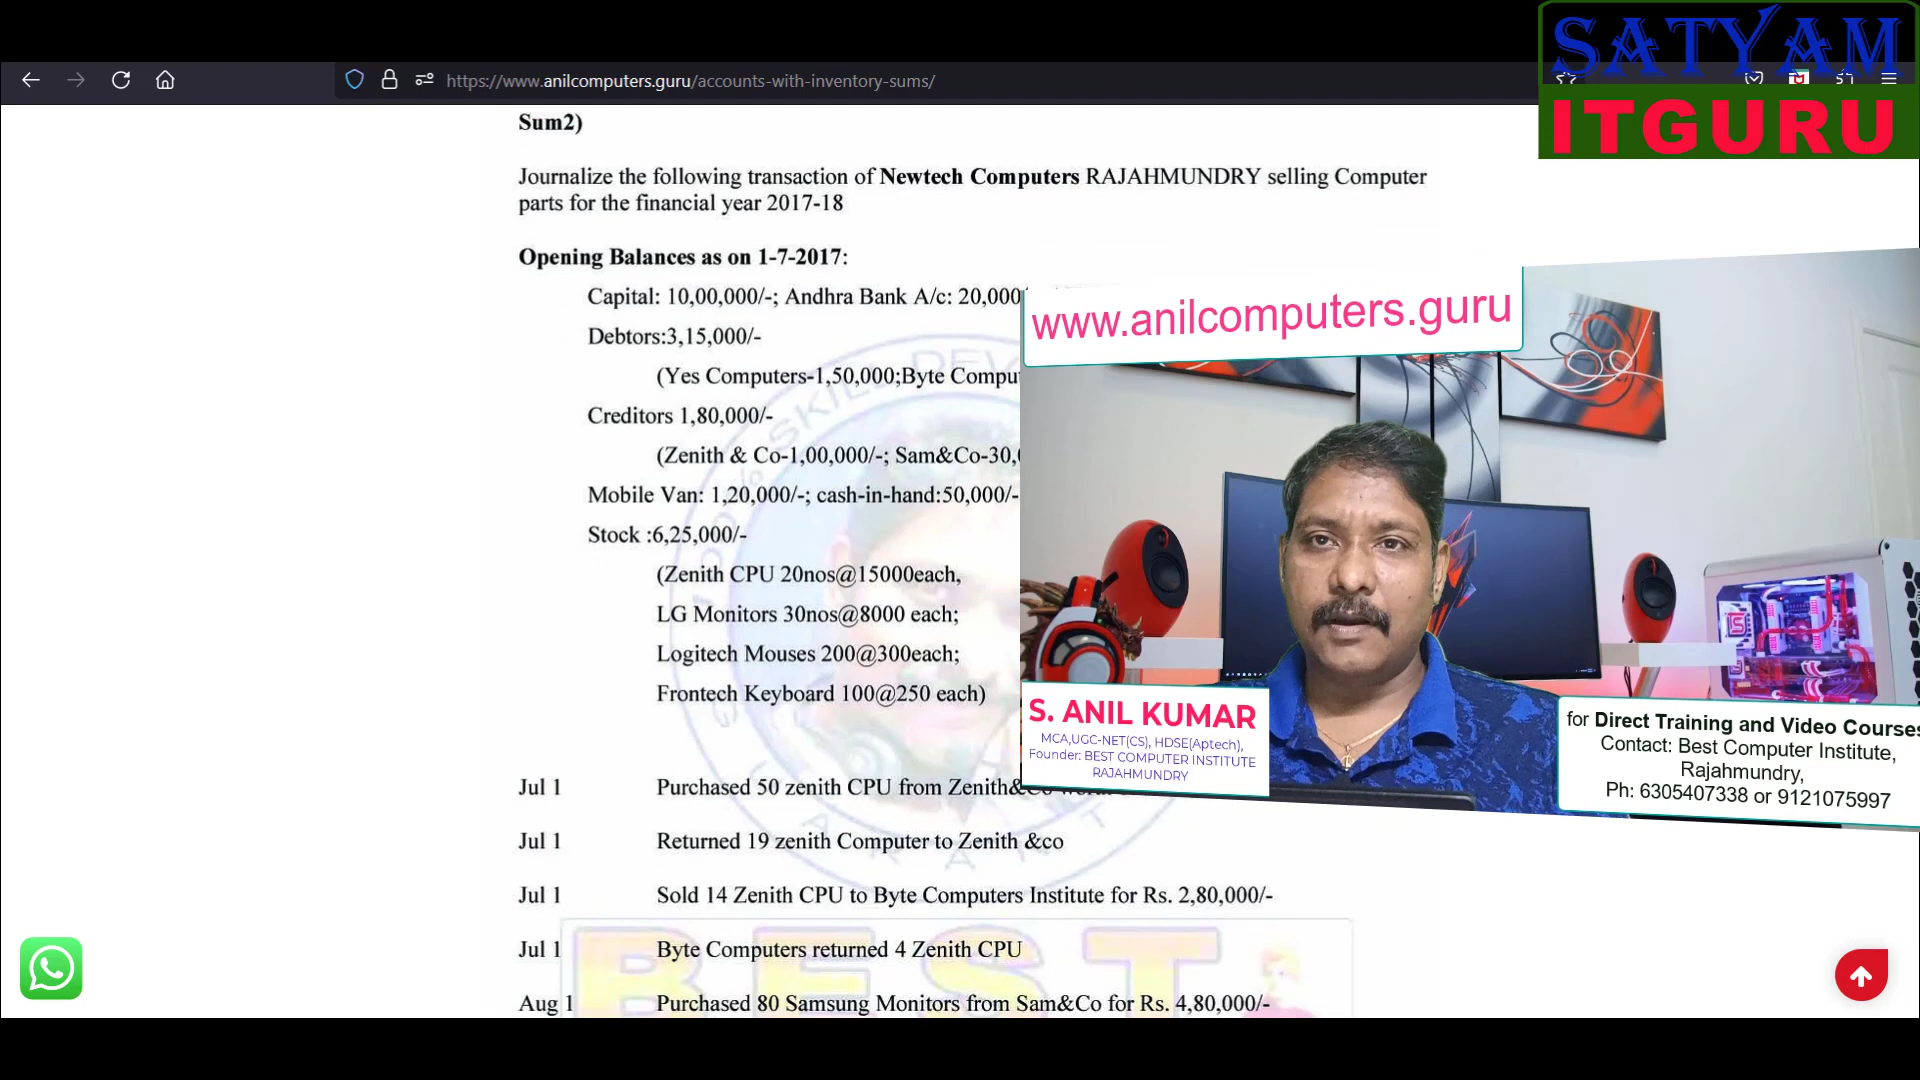 SATYAM
ITGURU
https://www.anilcomputers.guru/accounts-with-inventory-sums/
Sum2)
Journalize the following transaction of Newtech Computers RAJAHMUNDRY selling Computer
parts for the financial year 2017-18
Opening Balances as on 1-7-2017:
Capital: 10,00,000/-; Andhra Bank A/c: 20,000
Debtors:3,15,000/-
(Yes Computers-1,50,000;Byte Compu
Creditors 1,80,000/-
(Zenith & Co-1,00,000/-; Sam&Co-30,
Mobile Van: 1,20,000/-; cash-in-hand:50,000/-
Stock :6,25,000/-
(Zenith CPU 20nos@15000each,
LG Monitors 30nos@8000 each;
Logitech Mouses 200@300each;
Frontech Keyboard 100@250 each)
Jul 1 Purchased 50 zenith CPU from Zenith&
Jul 1 Returned 19 zenith Computer to Zenith &co
Jul 1 Sold 14 Zenith CPU to Byte Computers Institute for Rs. 2,80,000/-
Jul 1 Byte Computers returned 4 Zenith CPU
Aug 1 Purchased 80 Samsung Monitors from Sam&Co for Rs. 4,80,000/-
BEST
www.anilcomputers.guru
S. ANIL KUMAR
MCA,UGC-NET(CS), HDSE(Aptech),
Founder: BEST COMPUTER INSTITUTE
RAJAHMUNDRY
for Direct Training and Video Courses
Contact: Best Computer Institute,
Rajahmundry,
Ph: 6305407338 or 9121075997